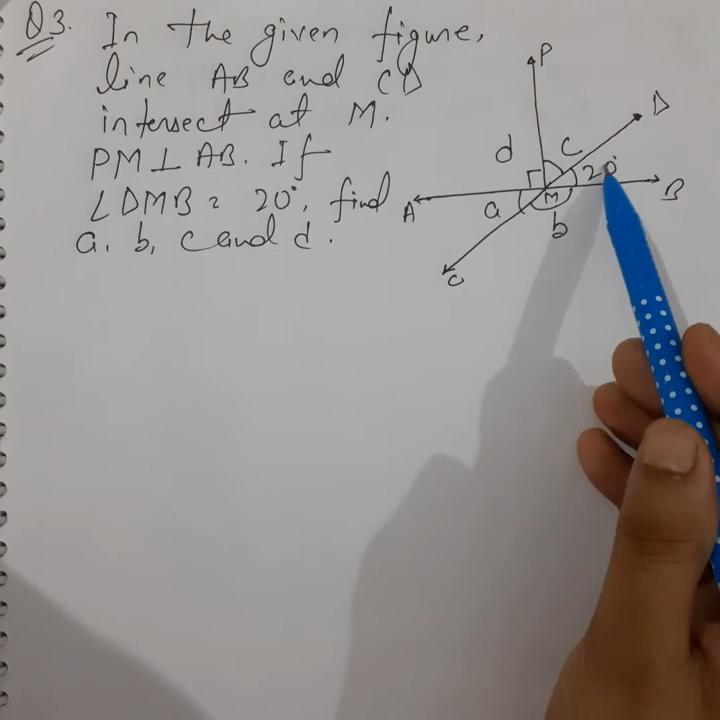 Q3. In the given figure,
line AB and CD
intersect at M.
PM⊥AB. If
∠DMB = 20°, find
a, b, c and d.
P
D
d
c
20°
A
a
M
B
b
C